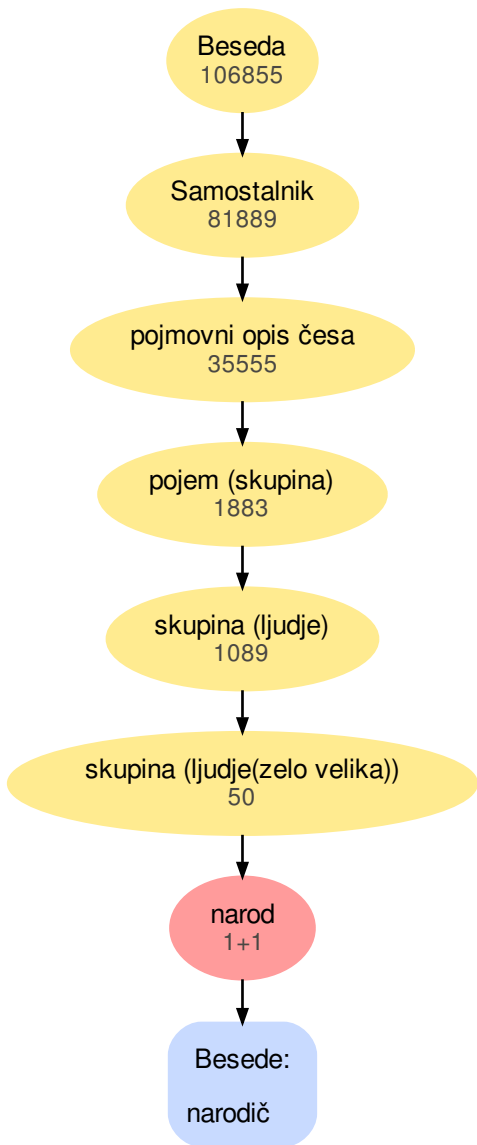 Beseda
106855
Samostalnik
81889
pojmovni opis česa
35555
pojem (skupina)
1883
skupina (ljudje)
1089
skupina (ljudje(zelo velika))
50
narod
1+1
Besede:
narodič